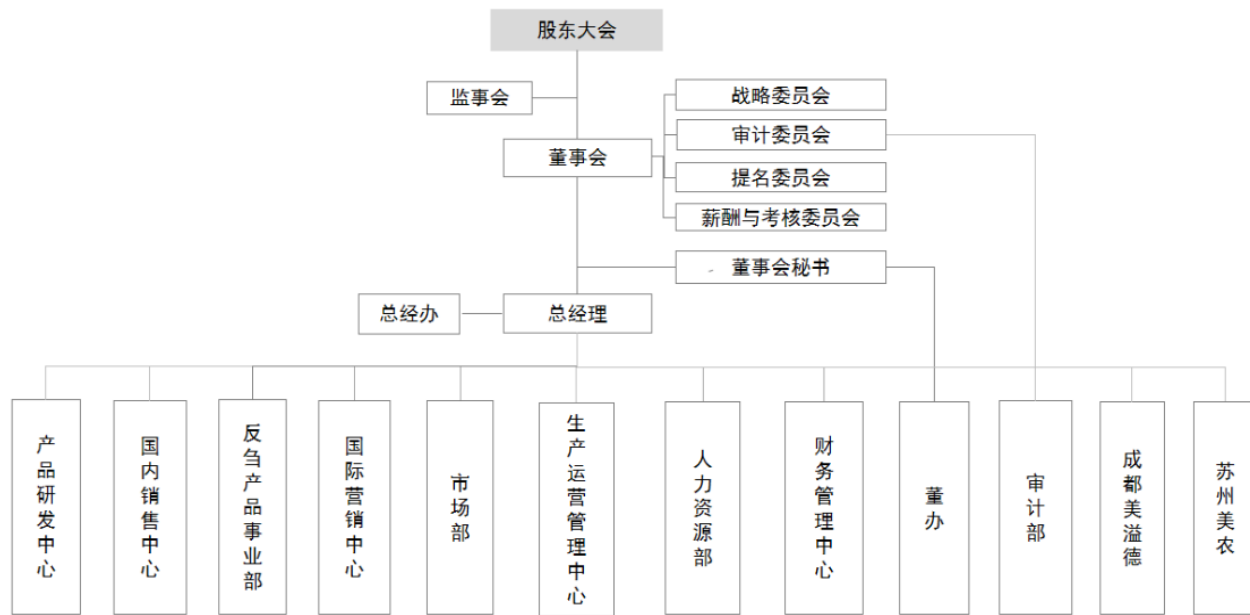 股东大会
监事会
战略委员会
审计委员会
董事会
提名委员会
薪酬与考核委员会
董事会秘书
总经办
总经理
产品研发中心
国内销售中心
反刍产品事业部
国际营销中心
市场部
生产运营管理中心
人力资源部
财务管理中心
董办
审计部
成都美溢德
苏州美农